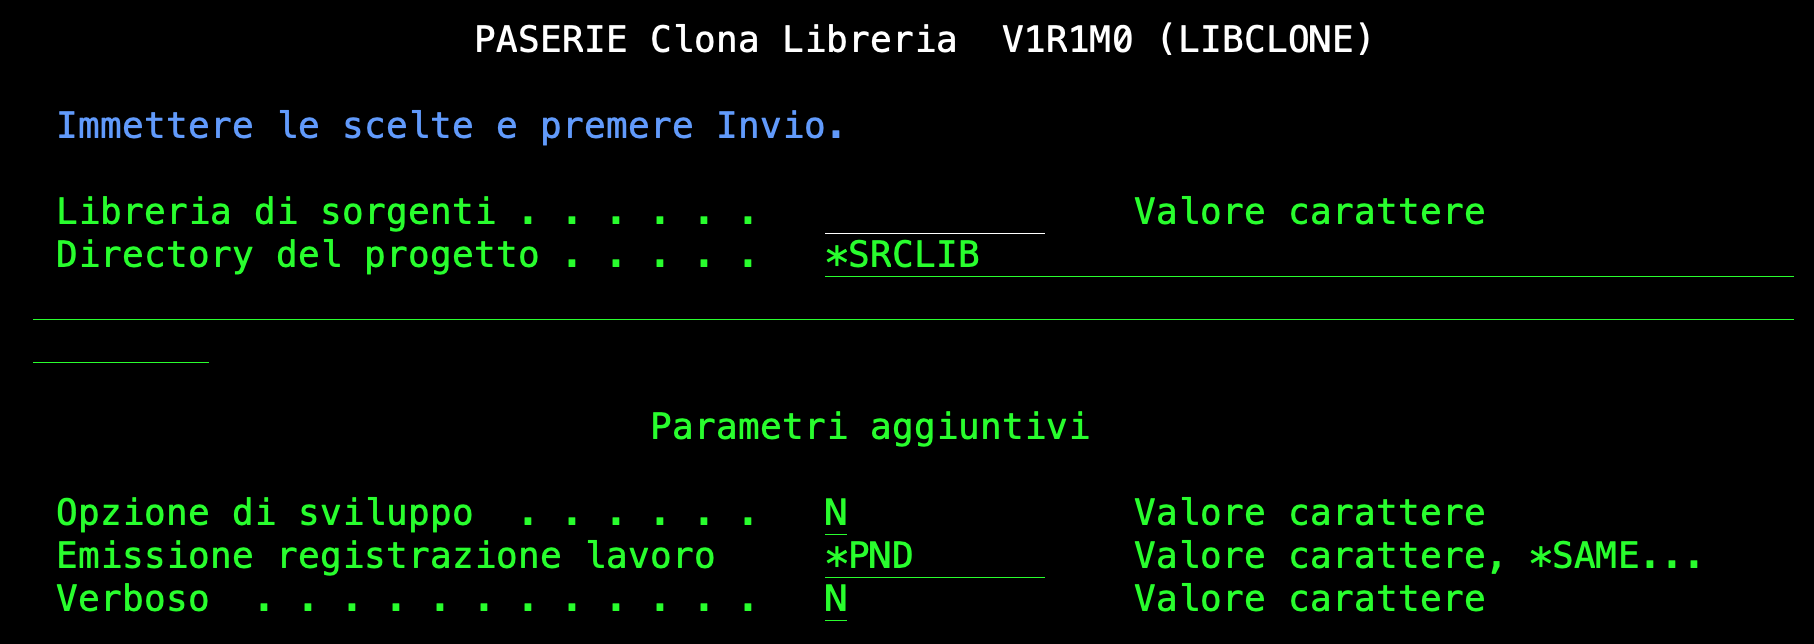 PASERIE Clona Libreria  V1R1M0 (LIBCLONE)
Immettere le scelte e premere Invio.
Libreria di sorgenti . . . . . .   __________   Valore carattere
Directory del progetto . . . . .   *SRCLIB
Parametri aggiuntivi
Opzione di sviluppo  . . . . . .   N   Valore carattere
Emissione registrazione lavoro     *PND   Valore carattere, *SAME...
Verboso  . . . . . . . . . . . .   N   Valore carattere